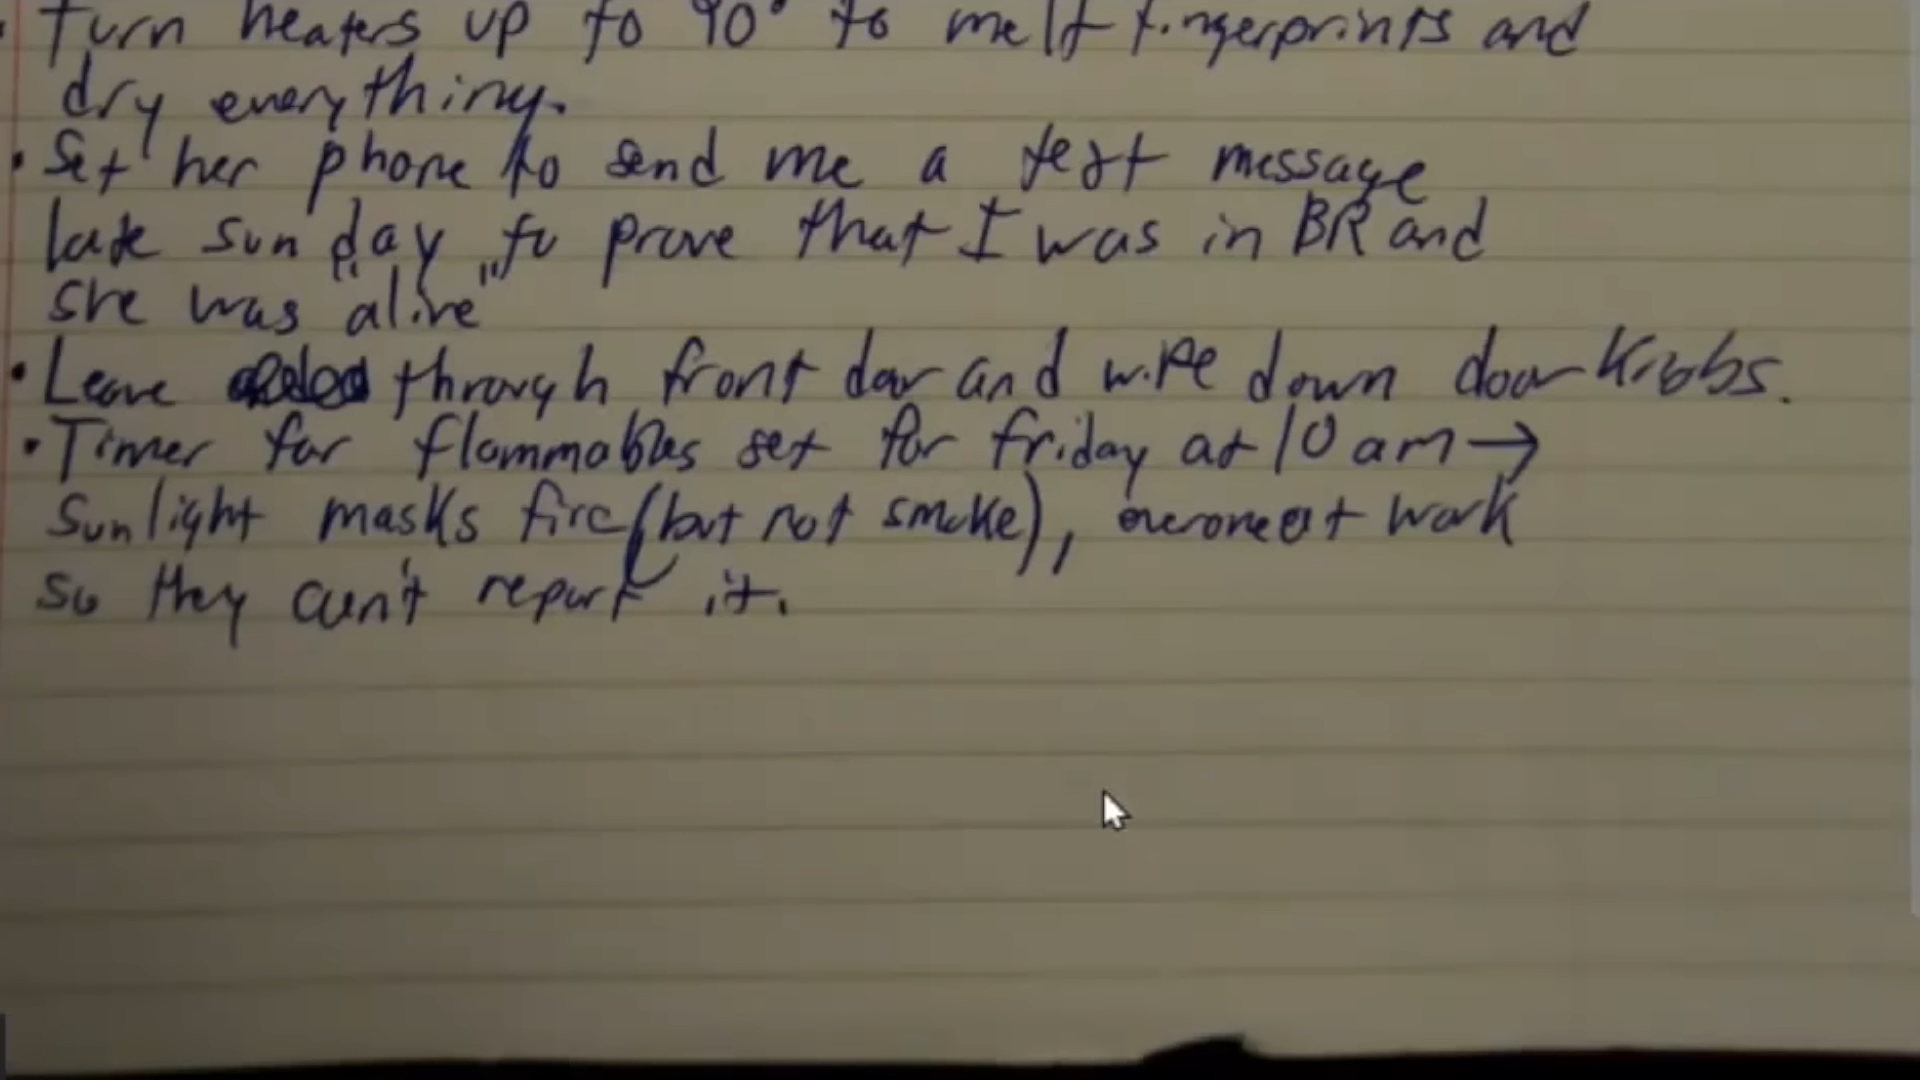 • Turn heaters up to 90° to melt fingerprints and
dry everything.
• Set her phone to send me a text message
late Sunday to prove that I was in BR and
she was "alive"
• Leave through front door and wipe down door knobs.
• Timer for flammables set for friday at 10 am →
Sunlight masks fire (but not smoke), everone at work
so they can't report it.